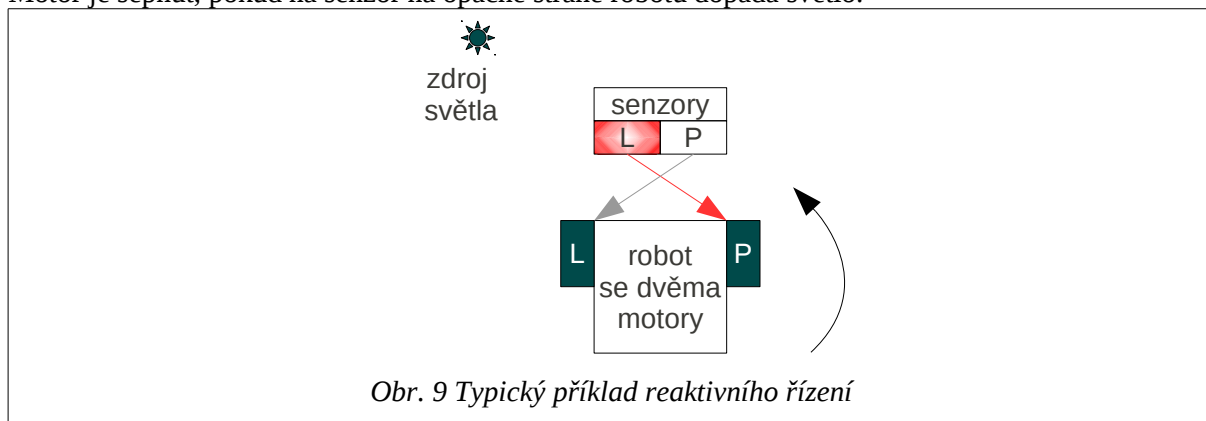 Motor je sepnut, pokud na senzor na opačné straně robotu dopadá světlo.
zdroj
světla
senzory
L P
L
robot
se dvěma
motory
P
Obr. 9 Typický příklad reaktivního řízení